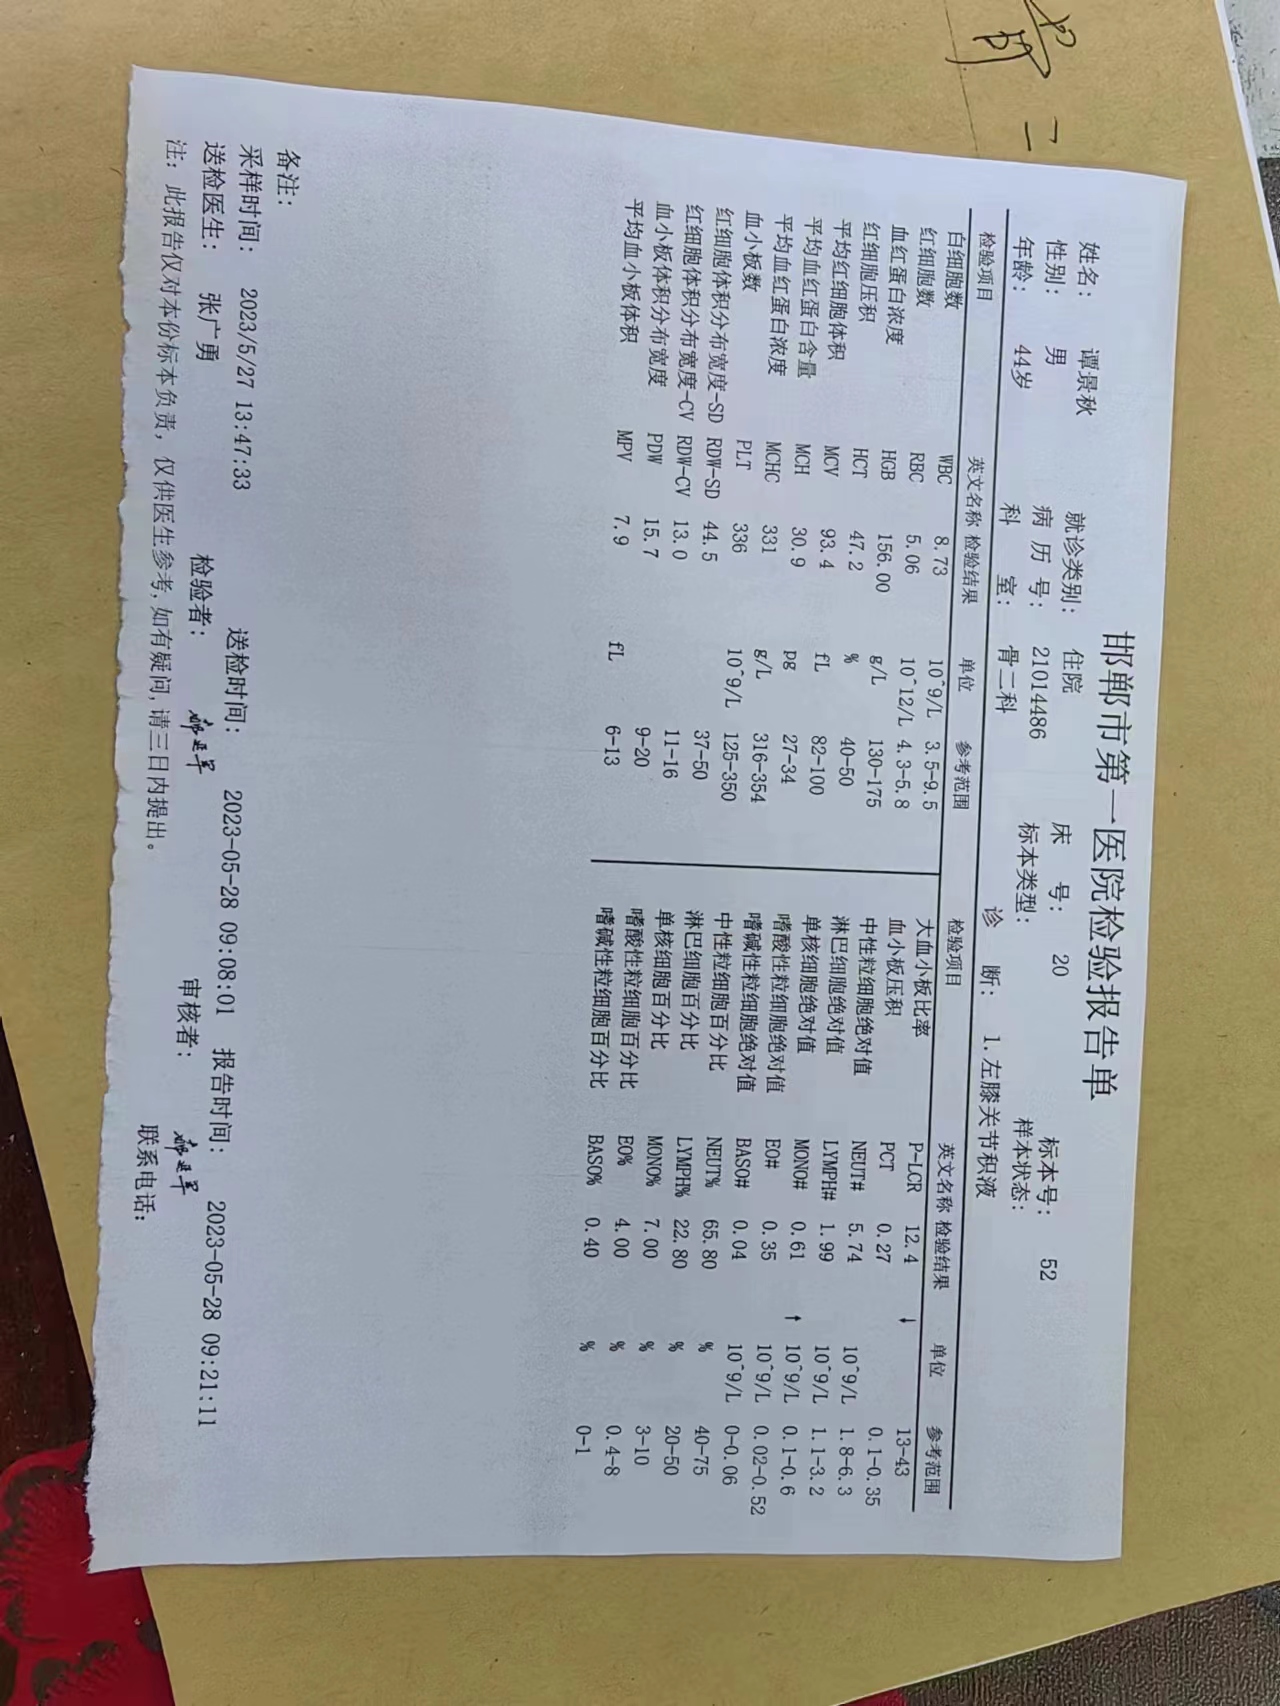 邯郸市第一医院检验报告单
姓名： 谭景秋 就诊类别： 住院 床 号： 20 标本号： 52
性别： 男 病 历 号： 21014486 标本类型： 样本状态：
年龄： 44岁 科 室： 骨二科 诊 断： 1.左膝关节积液
检验项目 英文名称 检验结果 单位 参考范围 检验项目 英文名称 检验结果 单位 参考范围
白细胞数 WBC 8.73 10^9/L 3.5-9.5 大血小板比率 P-LCR 12.4 ↓ 13-43
红细胞数 RBC 5.06 10^12/L 4.3-5.8 血小板压积 PCT 0.27 0.1-0.35
血红蛋白浓度 HGB 156.00 g/L 130-175 中性粒细胞绝对值 NEUT# 5.74 10^9/L 1.8-6.3
红细胞压积 HCT 47.2 % 40-50 淋巴细胞绝对值 LYMPH# 1.99 10^9/L 1.1-3.2
平均红细胞体积 MCV 93.4 fL 82-100 单核细胞绝对值 MONO# 0.61 ↑ 10^9/L 0.1-0.6
平均血红蛋白含量 MCH 30.9 pg 27-34 嗜酸性粒细胞绝对值 EO# 0.35 10^9/L 0.02-0.52
平均血红蛋白浓度 MCHC 331 g/L 316-354 嗜碱性粒细胞绝对值 BASO# 0.04 10^9/L 0-0.06
血小板数 PLT 336 10^9/L 125-350 中性粒细胞百分比 NEUT% 65.80 % 40-75
红细胞体积分布宽度-SD RDW-SD 44.5 37-50 淋巴细胞百分比 LYMPH% 22.80 % 20-50
红细胞体积分布宽度-CV RDW-CV 13.0 11-16 单核细胞百分比 MONO% 7.00 % 3-10
血小板体积分布宽度 PDW 15.7 9-20 嗜酸性粒细胞百分比 EO% 4.00 % 0.4-8
平均血小板体积 MPV 7.9 fL 6-13 嗜碱性粒细胞百分比 BASO% 0.40 % 0-1
备注：
采样时间： 2023/5/27 13:47:33 送检时间： 2023-05-28 09:08:01 报告时间： 2023-05-28 09:21:11
送检医生： 张广勇 检验者： 审核者：
注：此报告仅对本份标本负责，仅供医生参考,如有疑问,请三日内提出。 联系电话: